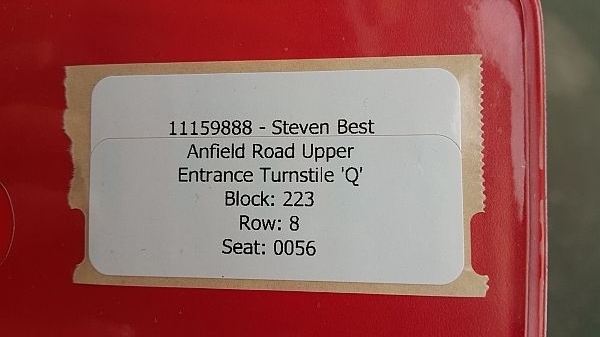 11159888 - Steven Best
Anfield Road Upper
Entrance Turnstile 'Q'
Block: 223
Row: 8
Seat: 0056